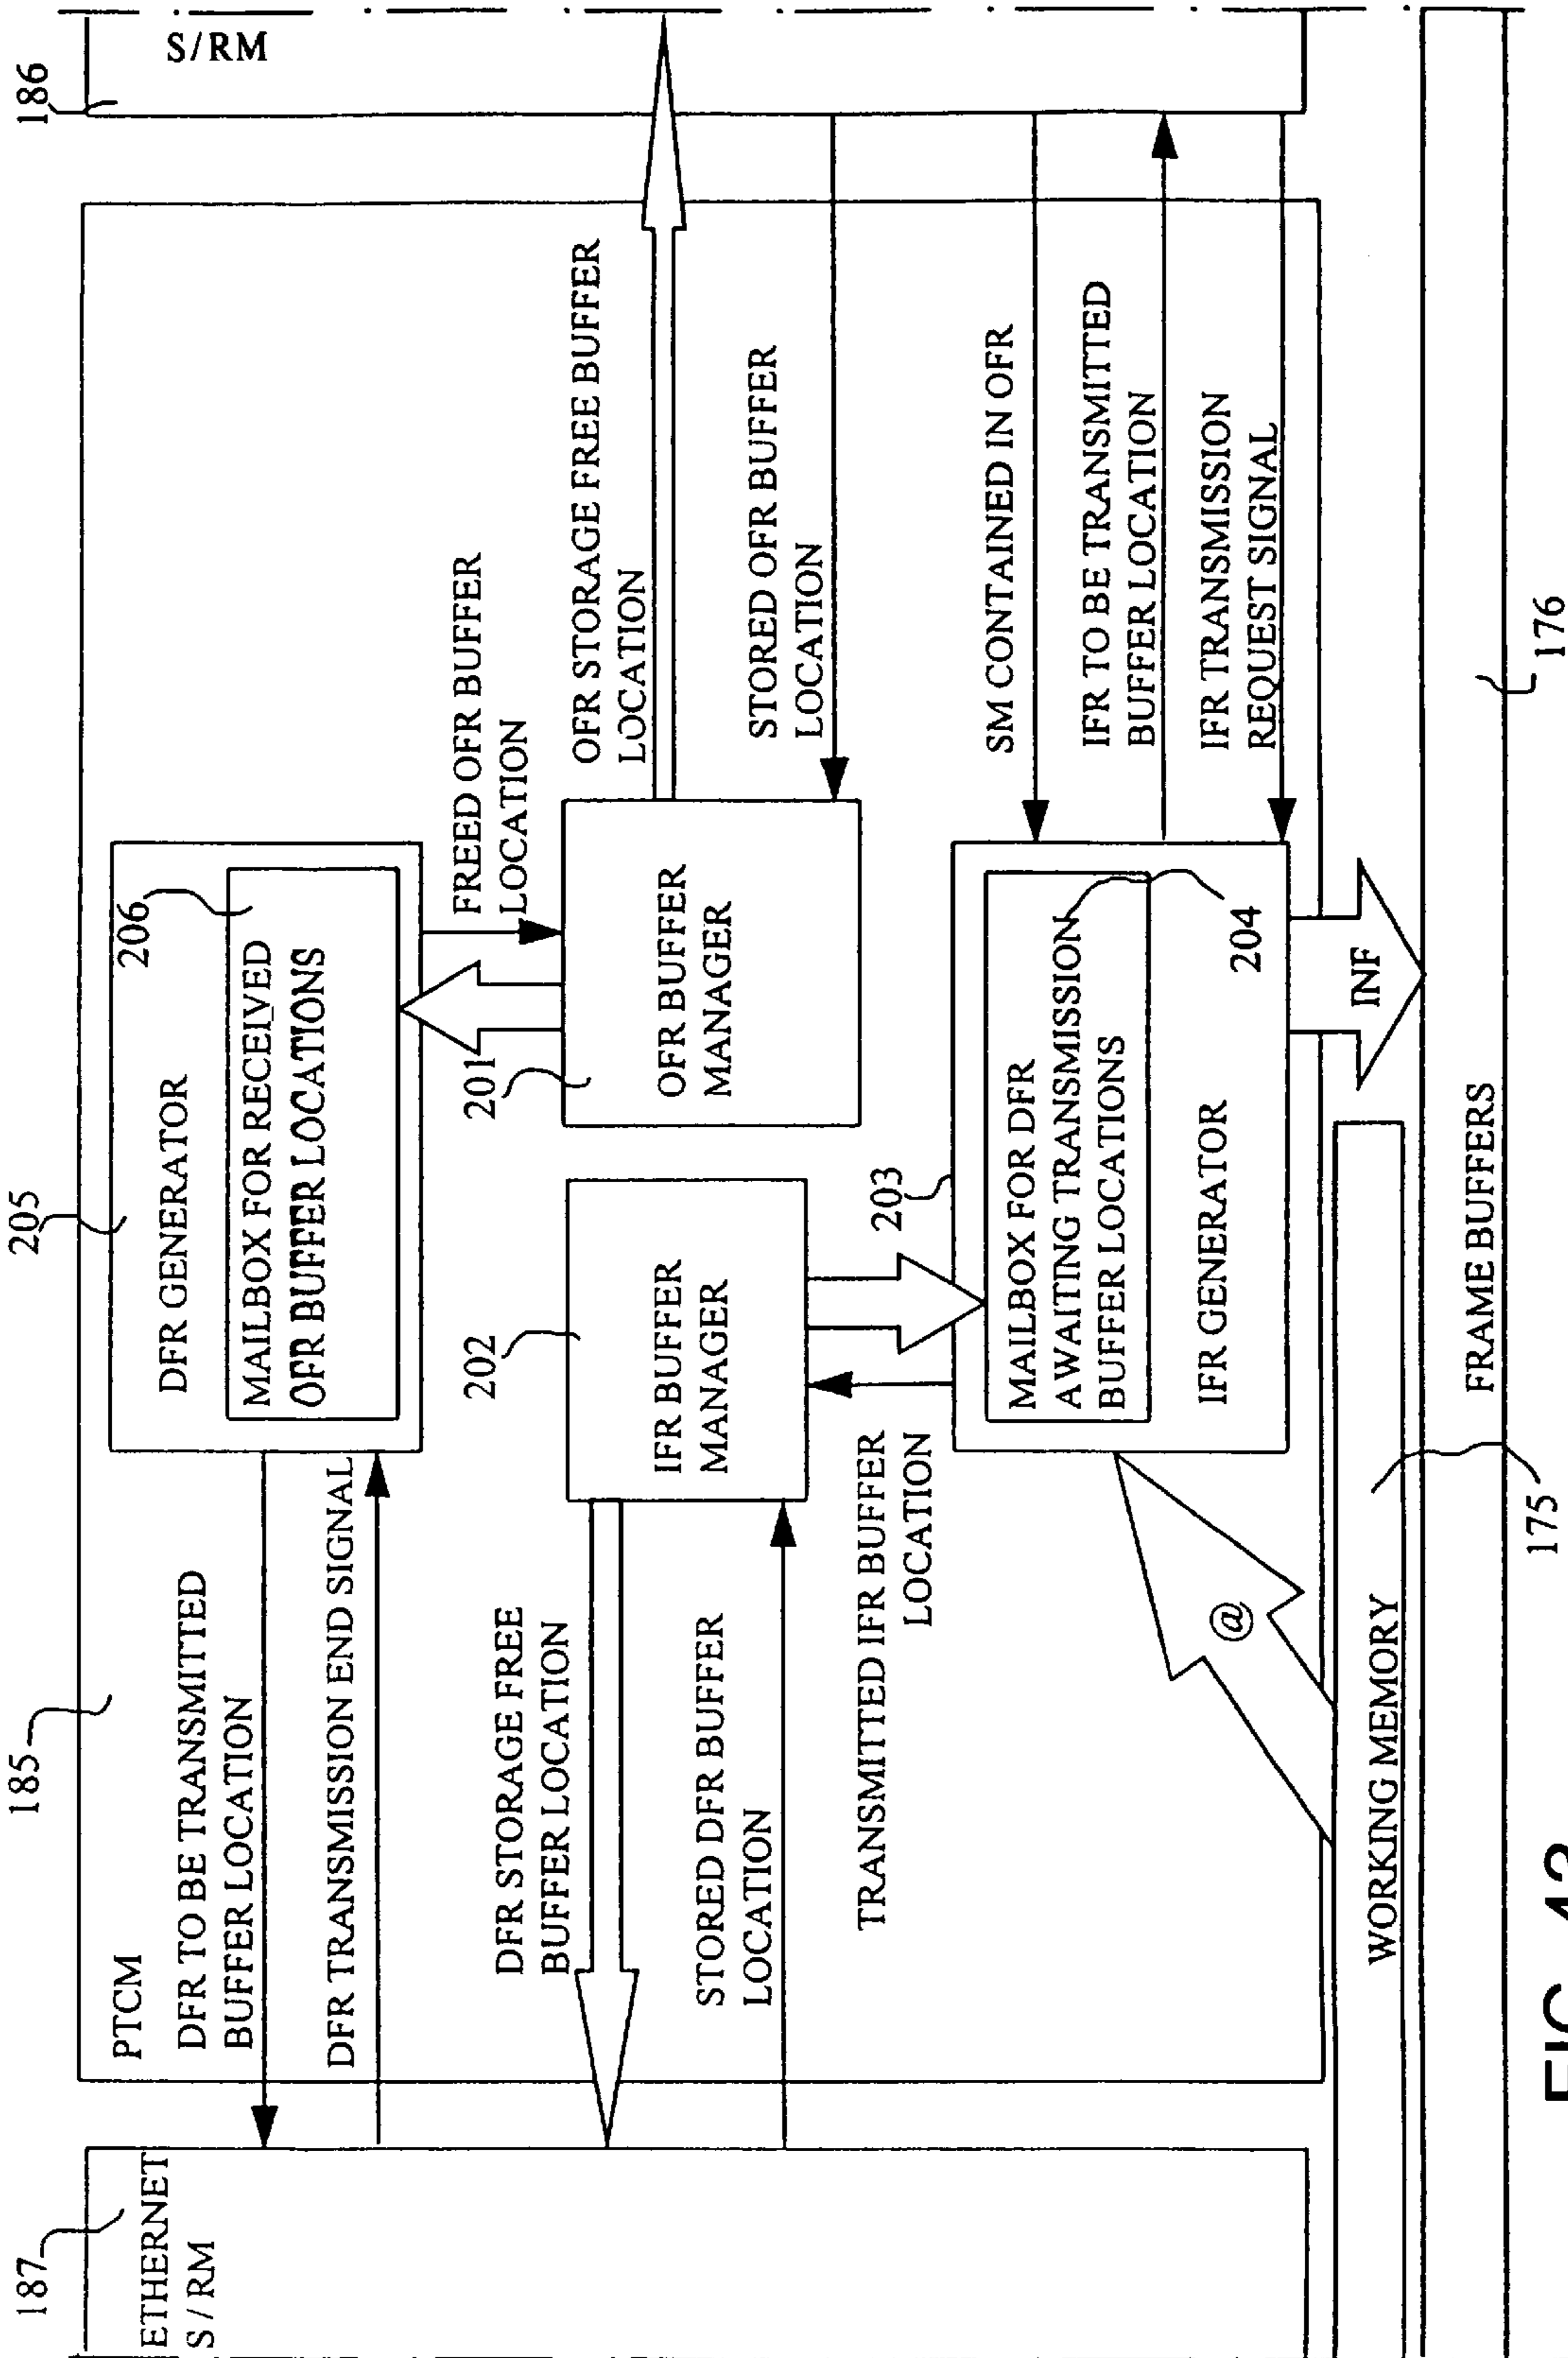 187
ETHERNET
S / RM
185
PTCM
DFR TO BE TRANSMITTED
BUFFER LOCATION
DFR TRANSMISSION END SIGNAL
205
DFR GENERATOR
206
MAILBOX FOR RECEIVED
OFR BUFFER LOCATIONS
186
S/RM
FREED OFR BUFFER
LOCATION
DFR STORAGE FREE
BUFFER LOCATION
STORED DFR BUFFER
LOCATION
202
IFR BUFFER
MANAGER
201
OFR BUFFER
MANAGER
OFR STORAGE FREE BUFFER
LOCATION
STORED OFR BUFFER
LOCATION
TRANSMITTED IFR BUFFER
LOCATION
203
MAILBOX FOR DFR
AWAITING TRANSMISSION
BUFFER LOCATIONS
204
IFR GENERATOR
SM CONTAINED IN OFR
IFR TO BE TRANSMITTED
BUFFER LOCATION
IFR TRANSMISSION
REQUEST SIGNAL
@
INF
WORKING MEMORY
175
FRAME BUFFERS
176
FIG. 43